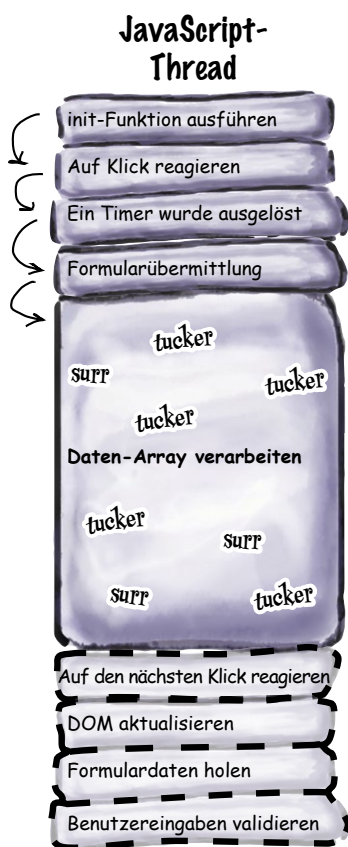 JavaScript-
Thread
init-Funktion ausführen
Auf Klick reagieren
Ein Timer wurde ausgelöst
Formularübermittlung
tucker
surr
tucker
tucker
Daten-Array verarbeiten
tucker
surr
surr
tucker
Auf den nächsten Klick reagieren
DOM aktualisieren
Formulardaten holen
Benutzereingaben validieren